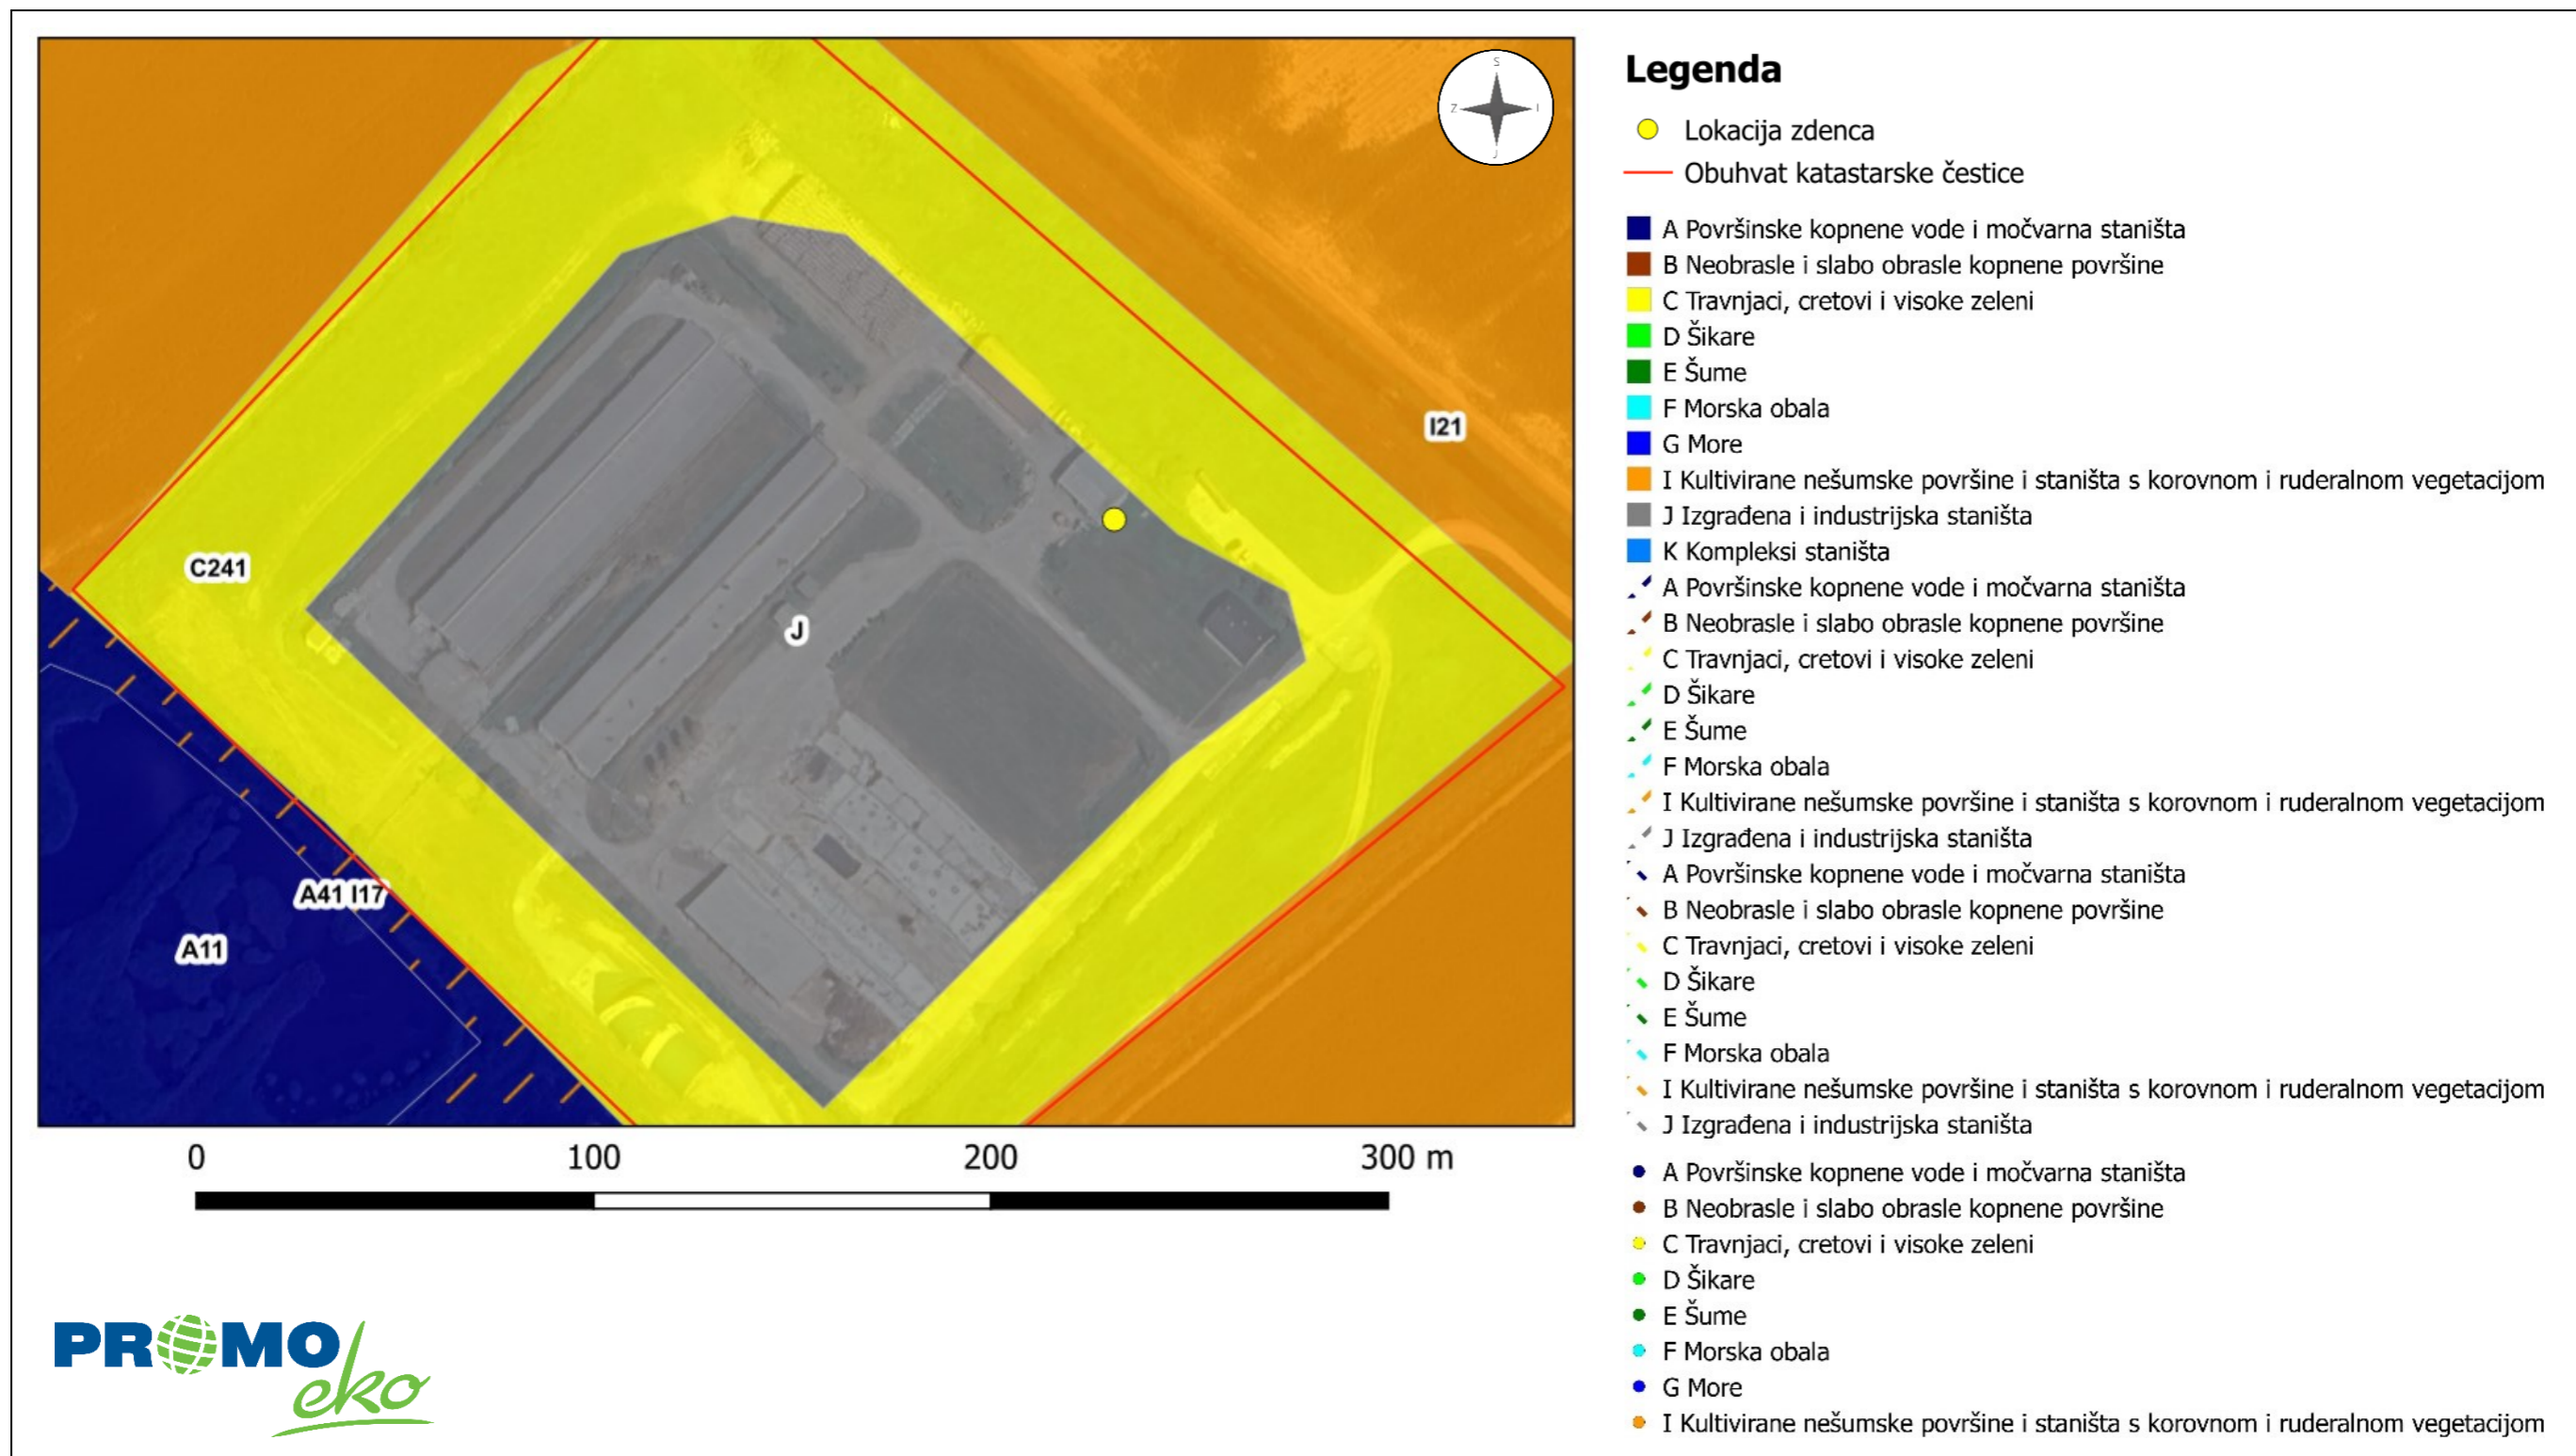 S
Z
I
J
I21
C241
J
A41 I17
A11
0 100 200 300 m
PROMO
eko
Legenda
Lokacija zdenca
Obuhvat katastarske čestice
A Površinske kopnene vode i močvarna staništa
B Neobrasle i slabo obrasle kopnene površine
C Travnjaci, cretovi i visoke zeleni
D Šikare
E Šume
F Morska obala
G More
I Kultivirane nešumske površine i staništa s korovnom i ruderalnom vegetacijom
J Izgrađena i industrijska staništa
K Kompleksi staništa
A Površinske kopnene vode i močvarna staništa
B Neobrasle i slabo obrasle kopnene površine
C Travnjaci, cretovi i visoke zeleni
D Šikare
E Šume
F Morska obala
I Kultivirane nešumske površine i staništa s korovnom i ruderalnom vegetacijom
J Izgrađena i industrijska staništa
A Površinske kopnene vode i močvarna staništa
B Neobrasle i slabo obrasle kopnene površine
C Travnjaci, cretovi i visoke zeleni
D Šikare
E Šume
F Morska obala
I Kultivirane nešumske površine i staništa s korovnom i ruderalnom vegetacijom
J Izgrađena i industrijska staništa
A Površinske kopnene vode i močvarna staništa
B Neobrasle i slabo obrasle kopnene površine
C Travnjaci, cretovi i visoke zeleni
D Šikare
E Šume
F Morska obala
G More
I Kultivirane nešumske površine i staništa s korovnom i ruderalnom vegetacijom